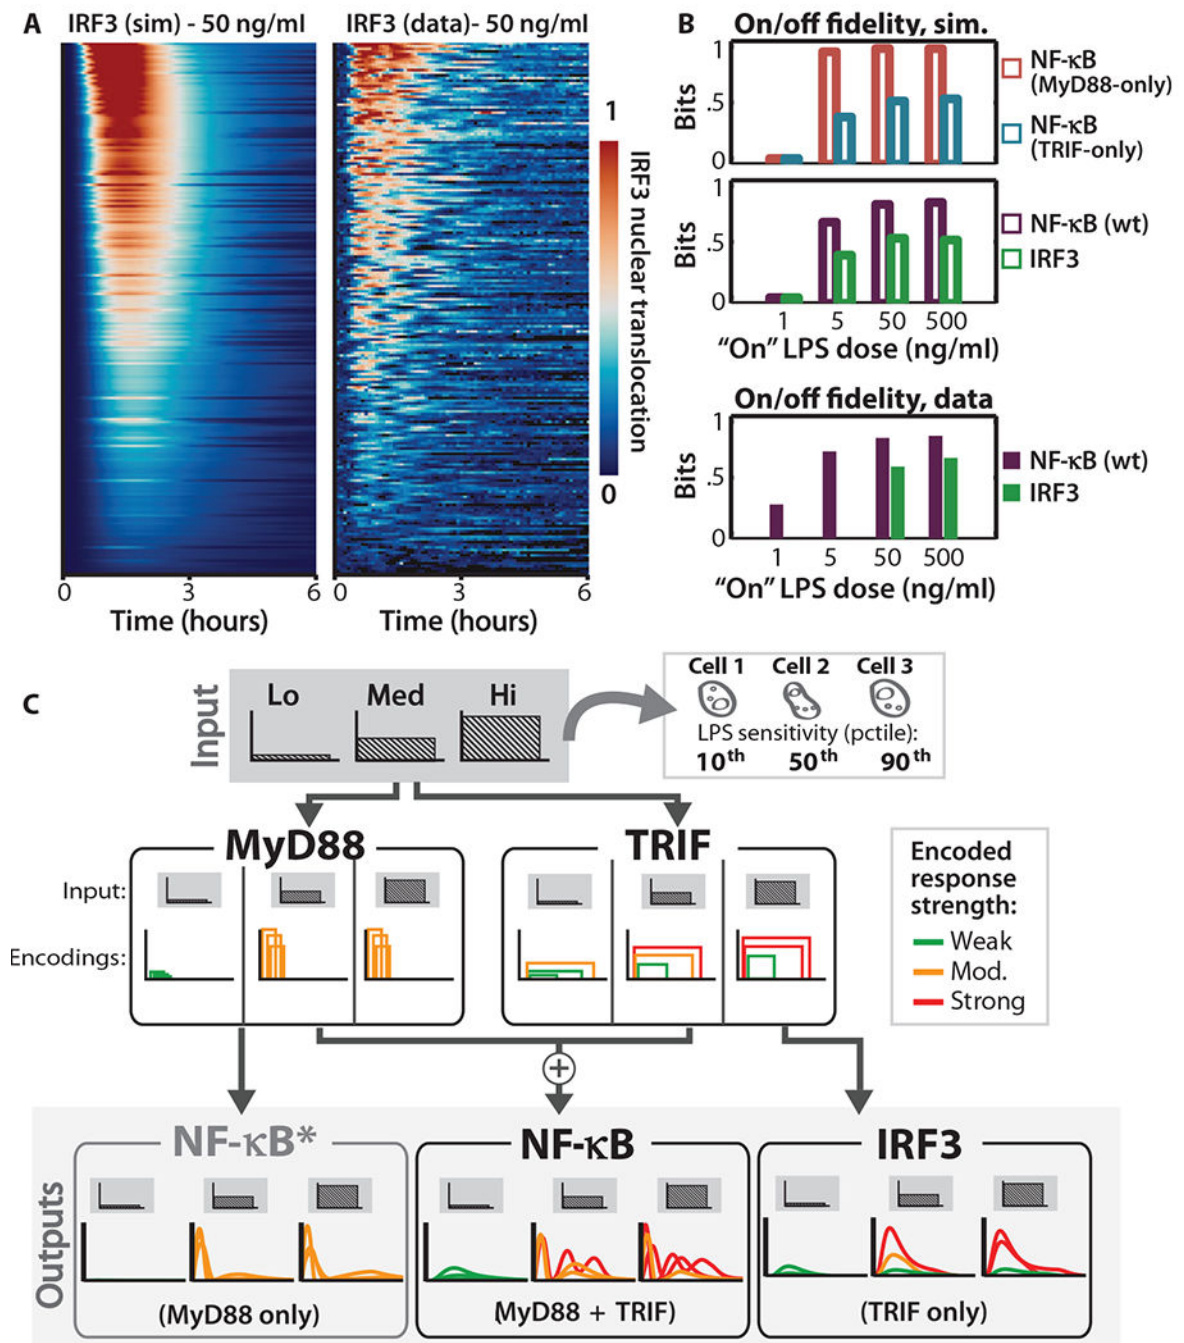 A
IRF3 (sim) - 50 ng/ml
IRF3 (data)- 50 ng/ml
1
IRF3 nuclear translocation
0
0
3
6
0
3
6
Time (hours)
Time (hours)
B
On/off fidelity, sim.
1
.5
0
Bits
NF-κB
(MyD88-only)
NF-κB
(TRIF-only)
1
.5
0
Bits
NF-κB (wt)
IRF3
1
5
50
500
“On” LPS dose (ng/ml)
On/off fidelity, data
1
.5
0
Bits
NF-κB (wt)
IRF3
1
5
50
500
“On” LPS dose (ng/ml)
C
Input
Lo
Med
Hi
Cell 1
Cell 2
Cell 3
LPS sensitivity (pctile):
10th
50th
90th
MyD88
TRIF
Input:
Encodings:
Encoded
response
strength:
Weak
Mod.
Strong
+
Outputs
NF-κB*
NF-κB
IRF3
(MyD88 only)
(MyD88 + TRIF)
(TRIF only)